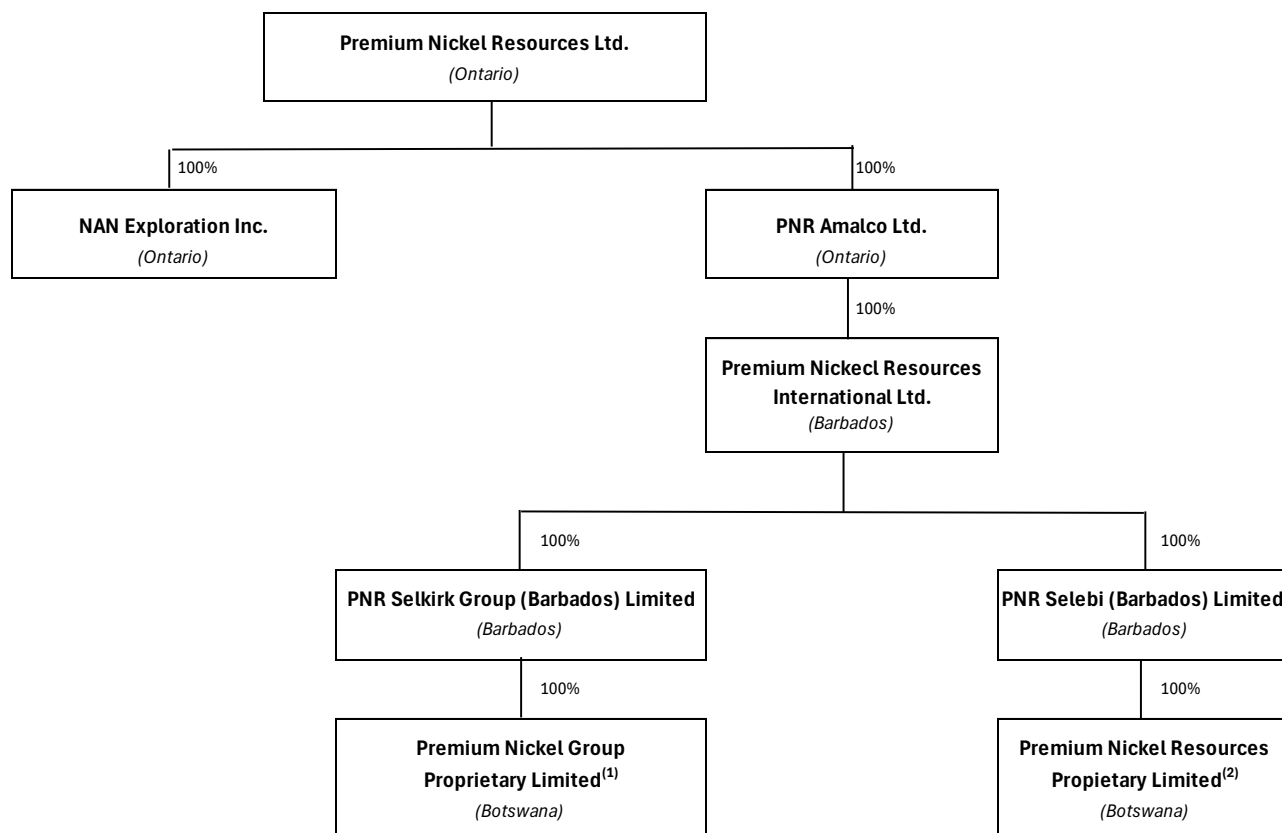 Premium Nickel Resources Ltd.
(Ontario)
100%
100%
NAN Exploration Inc.
(Ontario)
PNR Amalco Ltd.
(Ontario)
100%
Premium Nickecl Resources
International Ltd.
(Barbados)
100%
100%
PNR Selkirk Group (Barbados) Limited
(Barbados)
PNR Selebi (Barbados) Limited
(Barbados)
100%
100%
Premium Nickel Group
Proprietary Limited(1)
(Botswana)
Premium Nickel Resources
Propietary Limited(2)
(Botswana)